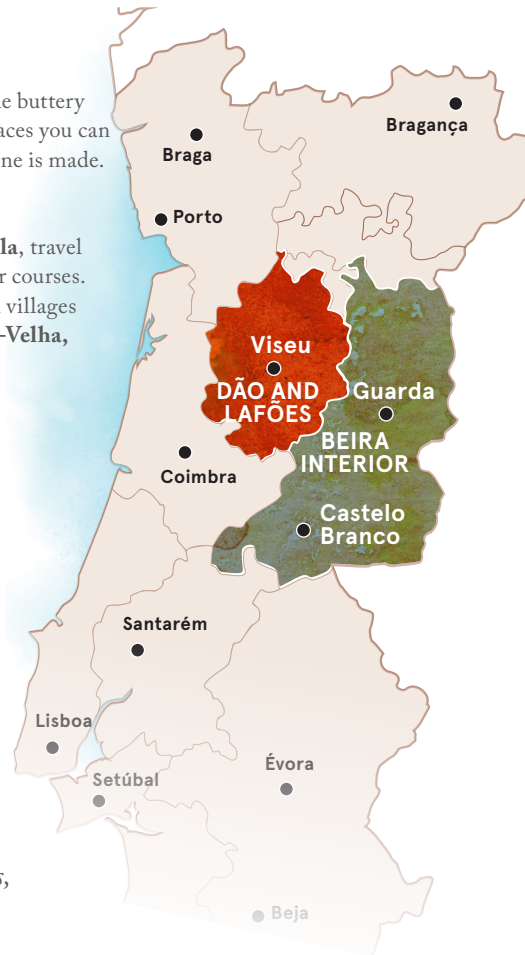 buttery
aces you can
ne is made.
la, travel
r courses.
villages
-Velha,
Bragança
Braga
Porto
Viseu
DÃO AND
LAFÕES
Guarda
BEIRA
INTERIOR
Coimbra
Castelo
Branco
Santarém
Lisboa
Setúbal
Évora
Beja